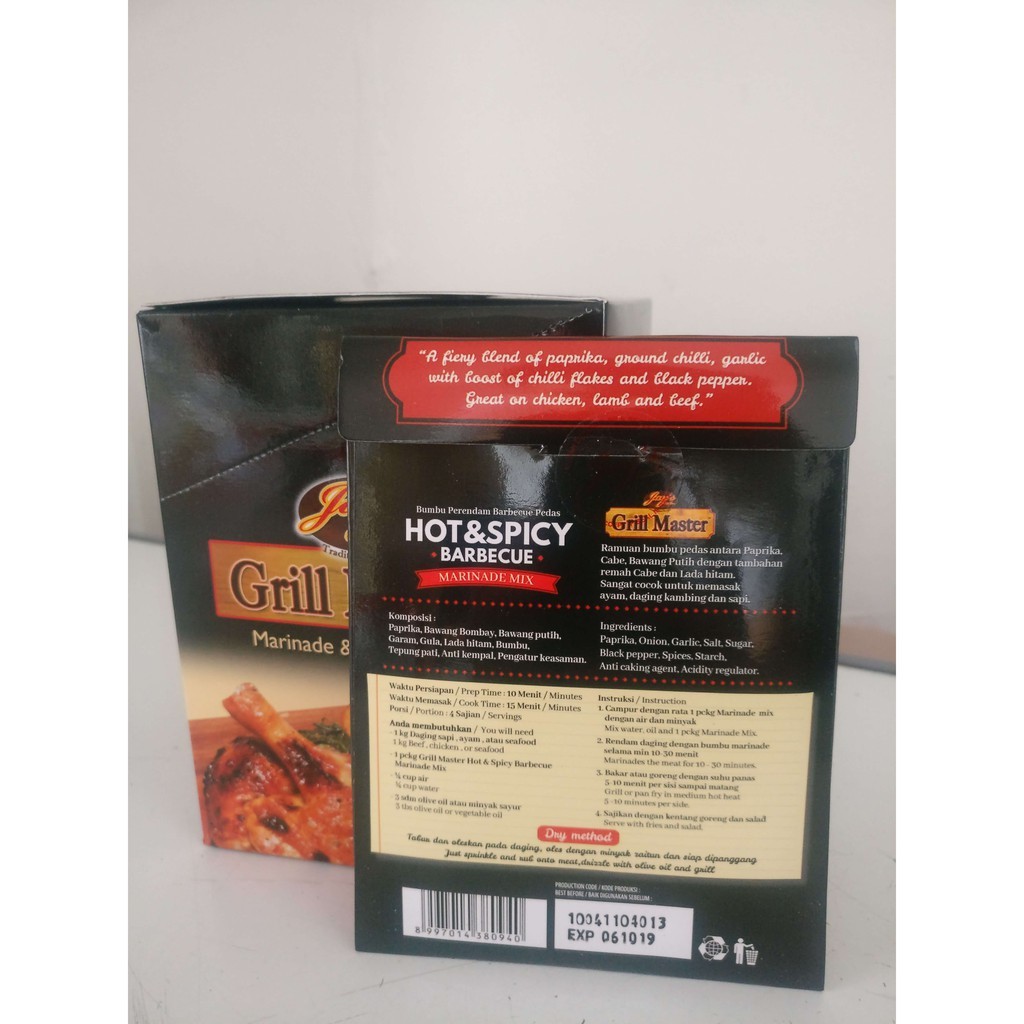 "A fiery blend of paprika, ground chilli, garlic
with boost of chilli flakes and black pepper.
Great on chicken, lamb and beef."
Bumbu Perendam Barbecue Pedas
HOT&SPICY
BARBECUE
MARINADE MIX
Jay's
Grill Master
Ramuan bumbu pedas antara Paprika,
Cabe, Bawang Putih dengan tambahan
remah Cabe dan Lada hitam.
Sangat cocok untuk memasak
ayam, daging kambing dan sapi.
Komposisi :
Paprika, Bawang Bombay, Bawang putih,
Garam, Gula, Lada hitam, Bumbu,
Tepung pati, Anti kempal, Pengatur keasaman.
Ingredients :
Paprika, Onion, Garlic, Salt, Sugar,
Black pepper, Spices, Starch,
Anti caking agent, Acidity regulator.
Waktu Persiapan / Prep Time : 10 Menit / Minutes
Waktu Memasak / Cook Time : 15 Menit / Minutes
Porsi / Portion : 4 Sajian / Servings
Anda membutuhkan / You will need
- 1 kg Daging sapi , ayam , atau seafood
1 kg Beef , chicken , or seafood
- 1 pckg Grill Master Hot & Spicy Barbecue
Marinade Mix
- ¼ cup air
¼ cup water
- 3 sdm olive oil atau minyak sayur
3 tbs olive oil or vegetable oil
Instruksi / Instruction
1. Campur dengan rata 1 pckg Marinade mix
dengan air dan minyak
Mix water, oil and 1 pckg Marinade Mix.
2. Rendam daging dengan bumbu marinade
selama min 10-30 menit
Marinades the meat for 10 - 30 minutes.
3. Bakar atau goreng dengan suhu panas
5-10 menit per sisi sampai matang
Grill or pan fry in medium hot heat
5 -10 minutes per side.
4. Sajikan dengan kentang goreng dan salad
Serve with fries and salad.
Dry method
Tabur dan oleskan pada daging, oles dengan minyak zaitun dan siap dipanggang
Just sprinkle and rub onto meat,drizzle with olive oil and grill
PRODUCTION CODE / KODE PRODUKSI :
BEST BEFORE / BAIK DIGUNAKAN SEBELUM :
10041104013
EXP 061019
8 997014 380940
Grill
Marinade &